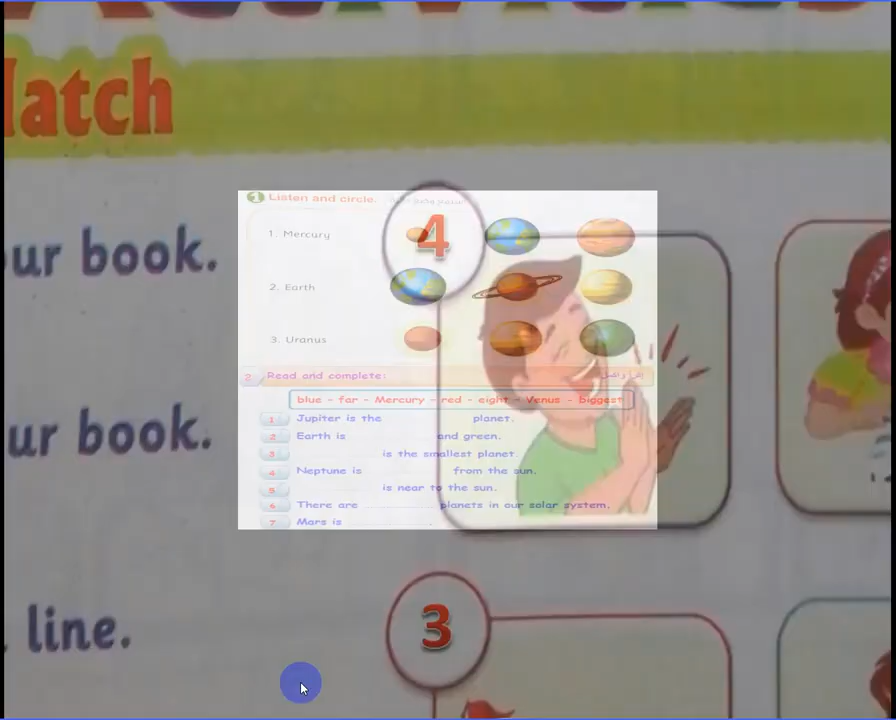 latch
our book.
4
1 Listen and circle.
1. Mercury
2. Earth
3. Uranus
2 Read and complete:
blue - far - Mercury - red - eight - Venus - biggest
1 Jupiter is the planet.
2 Earth is and green.
3 is the smallest planet.
4 Neptune is from the sun.
5 is near to the sun.
6 There are planets in our solar system.
7 Mars is
ur book.
line.
3